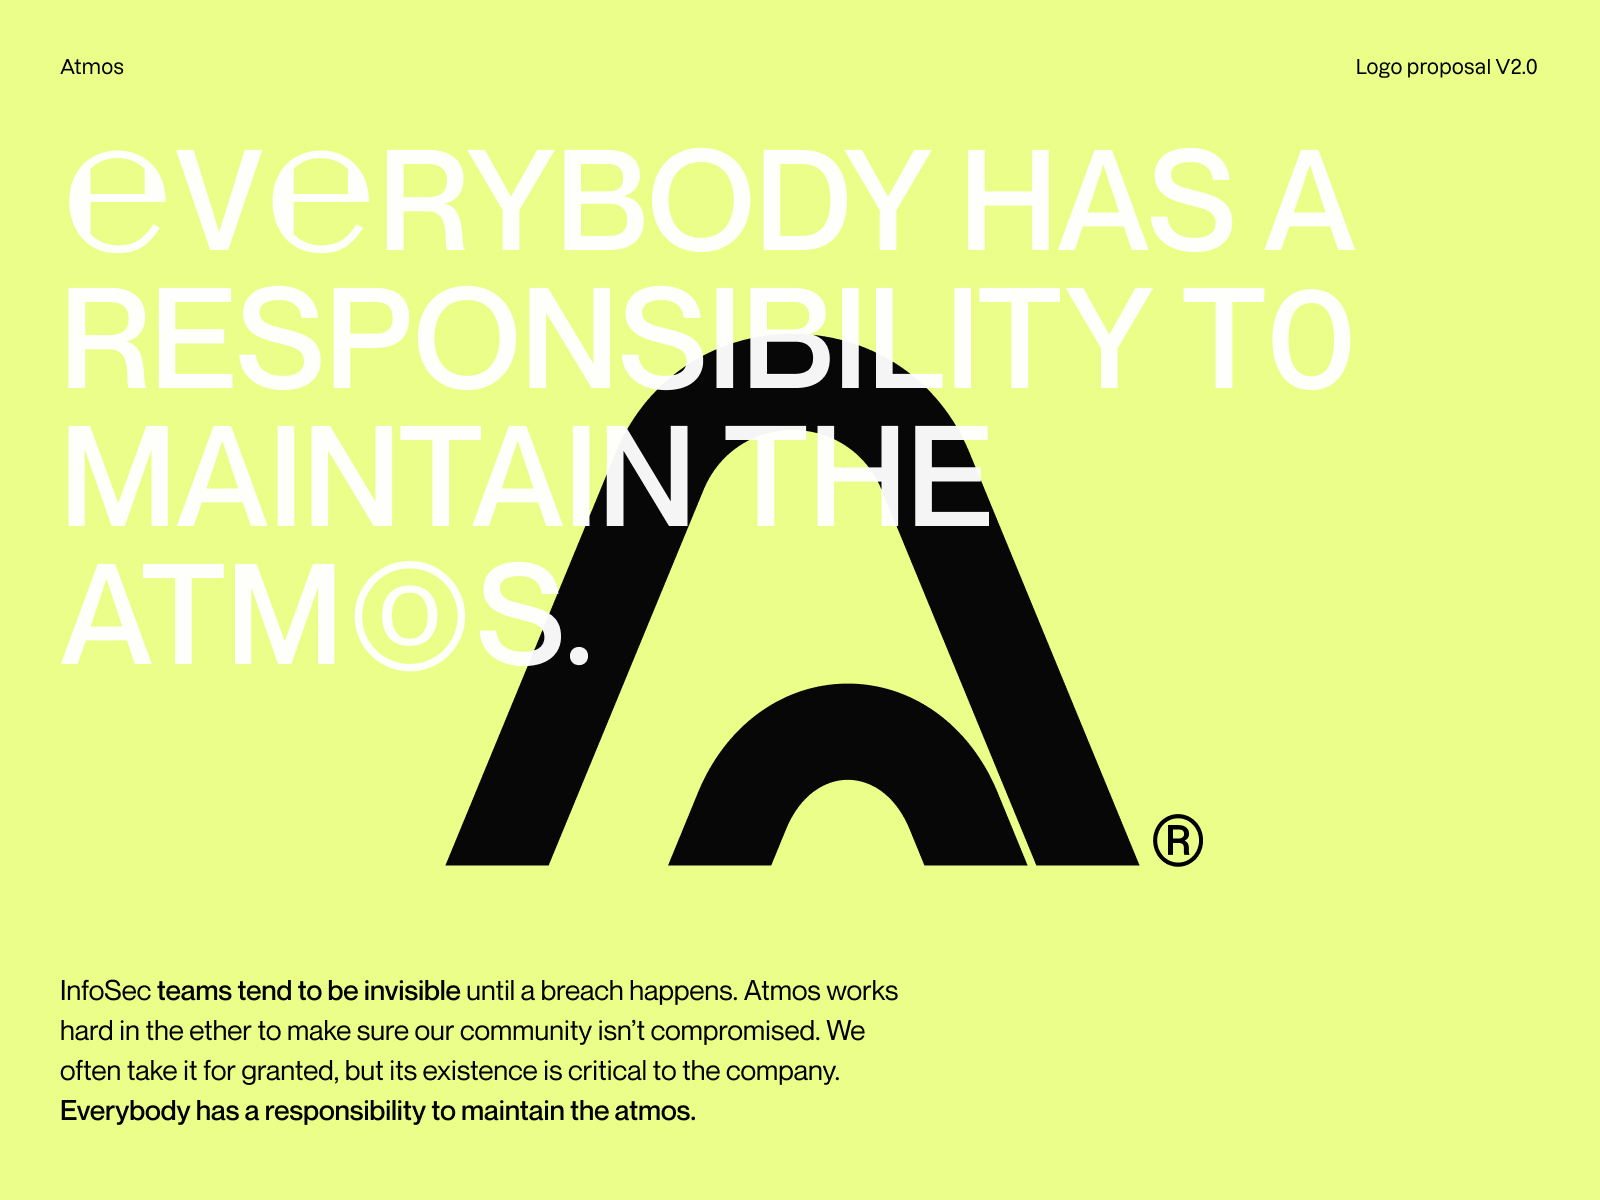 Atmos
Logo proposal V2.0
℮V℮RYBODY HAS A
RESPONSIBILITY T0
MAINTAIN THE
ATMⓞS.
®
InfoSec teams tend to be invisible until a breach happens. Atmos works
hard in the ether to make sure our community isn’t compromised. We
often take it for granted, but its existence is critical to the company.
Everybody has a responsibility to maintain the atmos.